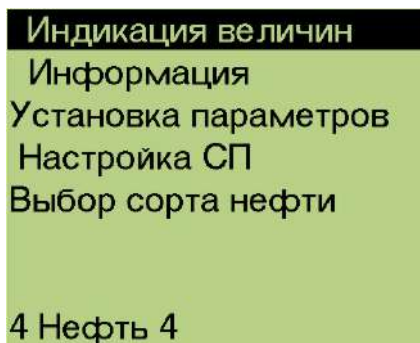 Индикация величин
Информация
Установка параметров
Настройка СП
Выбор сорта нефти
4 Нефть 4